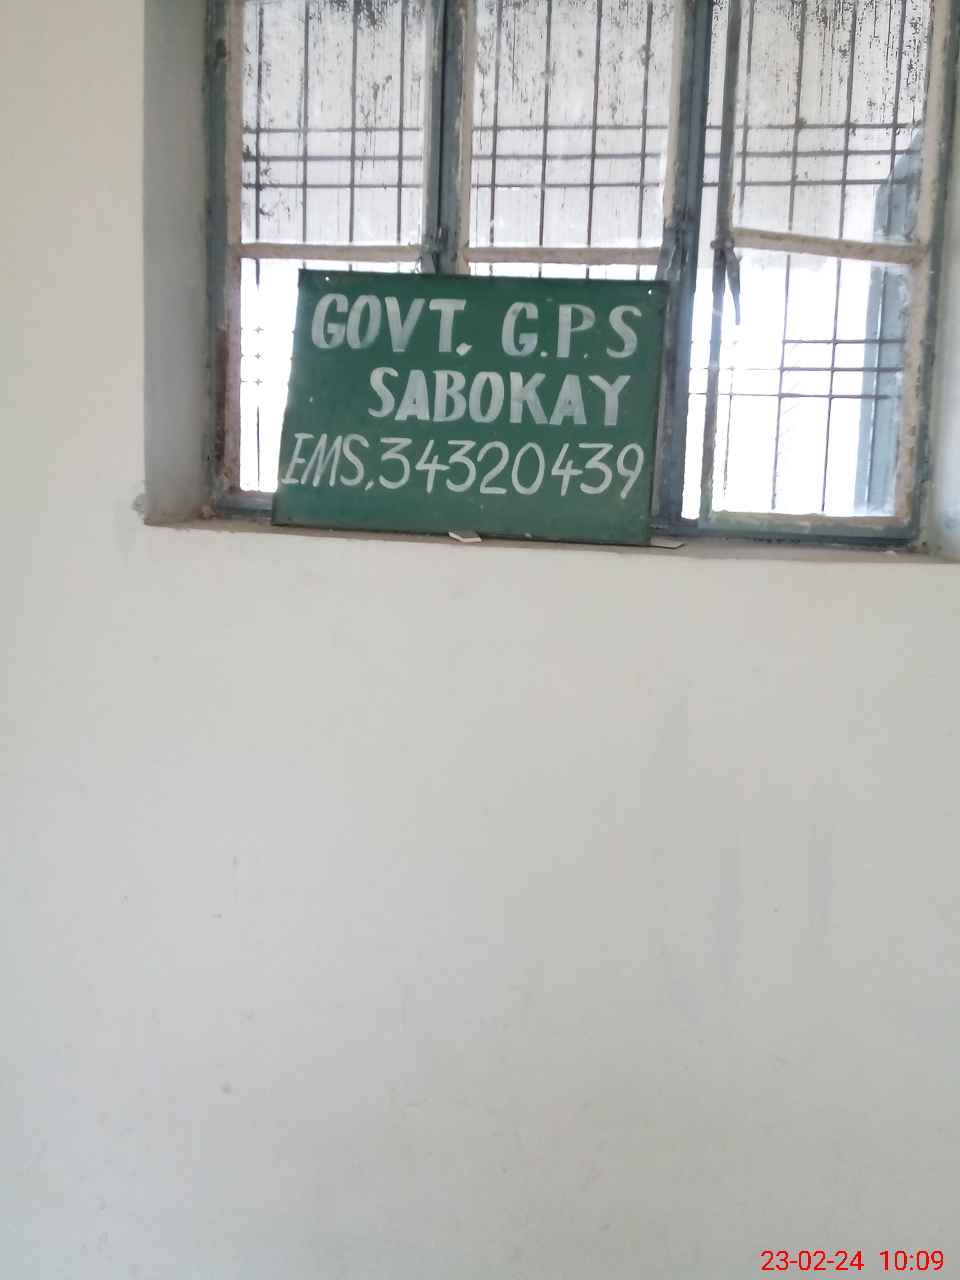 GOVT. G.P.S
SABOKAY
EMS,34320439
23-02-24 10:09